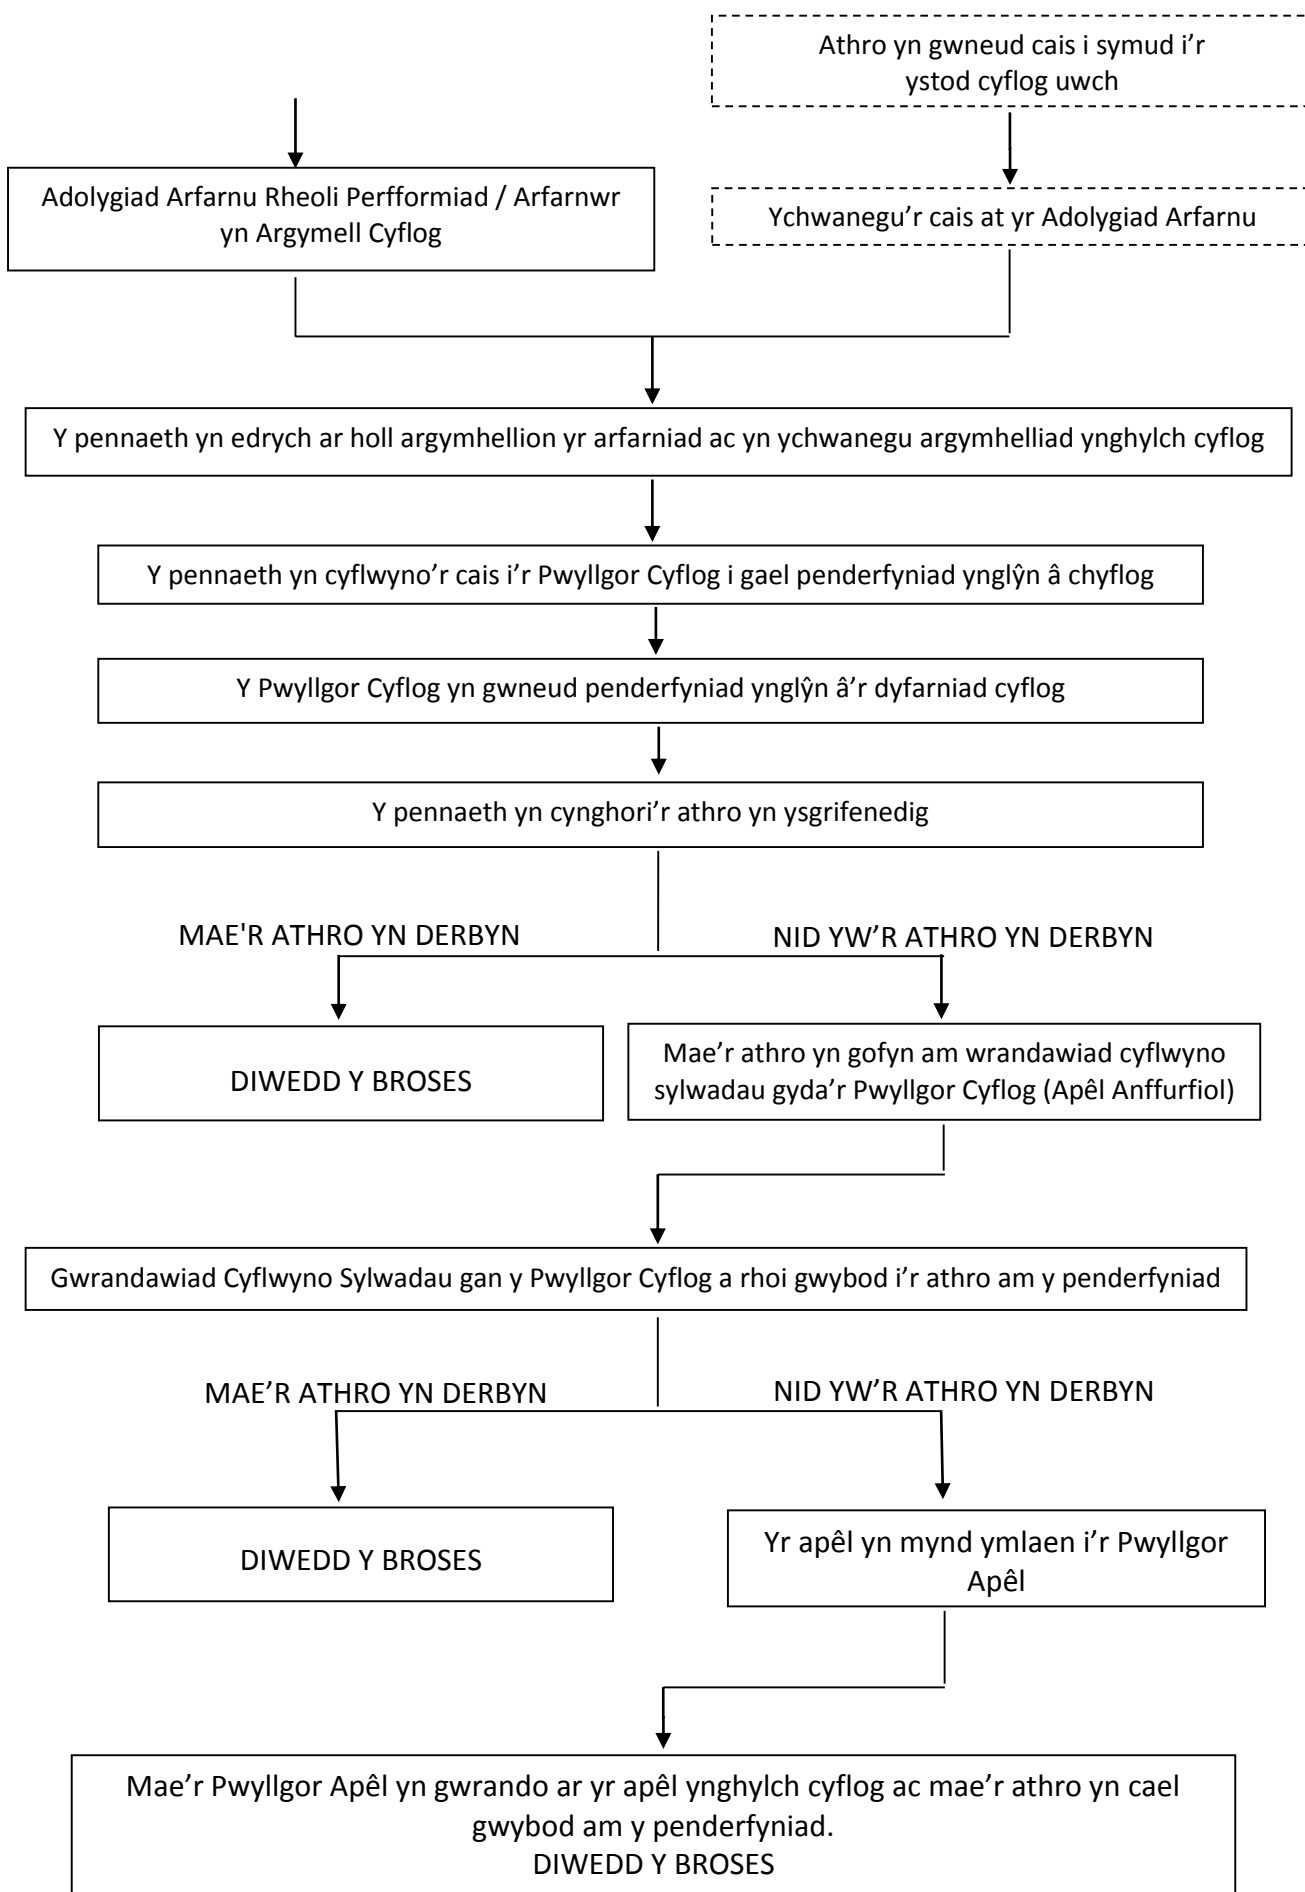 Athro yn gwneud cais i symud i’r
ystod cyflog uwch
Adolygiad Arfarnu Rheoli Perfformiad / Arfarnwr
yn Argymell Cyflog
Ychwanegu’r cais at yr Adolygiad Arfarnu
Y pennaeth yn edrych ar holl argymhellion yr arfarniad ac yn ychwanegu argymhelliad ynghylch cyflog
Y pennaeth yn cyflwyno’r cais i’r Pwyllgor Cyflog i gael penderfyniad ynglŷn â chyflog
Y Pwyllgor Cyflog yn gwneud penderfyniad ynglŷn â’r dyfarniad cyflog
Y pennaeth yn cynghori’r athro yn ysgrifenedig
MAE'R ATHRO YN DERBYN
NID YW’R ATHRO YN DERBYN
DIWEDD Y BROSES
Mae’r athro yn gofyn am wrandawiad cyflwyno
sylwadau gyda’r Pwyllgor Cyflog (Apêl Anffurfiol)
Gwrandawiad Cyflwyno Sylwadau gan y Pwyllgor Cyflog a rhoi gwybod i’r athro am y penderfyniad
MAE’R ATHRO YN DERBYN
NID YW’R ATHRO YN DERBYN
DIWEDD Y BROSES
Yr apêl yn mynd ymlaen i’r Pwyllgor
Apêl
Mae’r Pwyllgor Apêl yn gwrando ar yr apêl ynghylch cyflog ac mae’r athro yn cael
gwybod am y penderfyniad.
DIWEDD Y BROSES